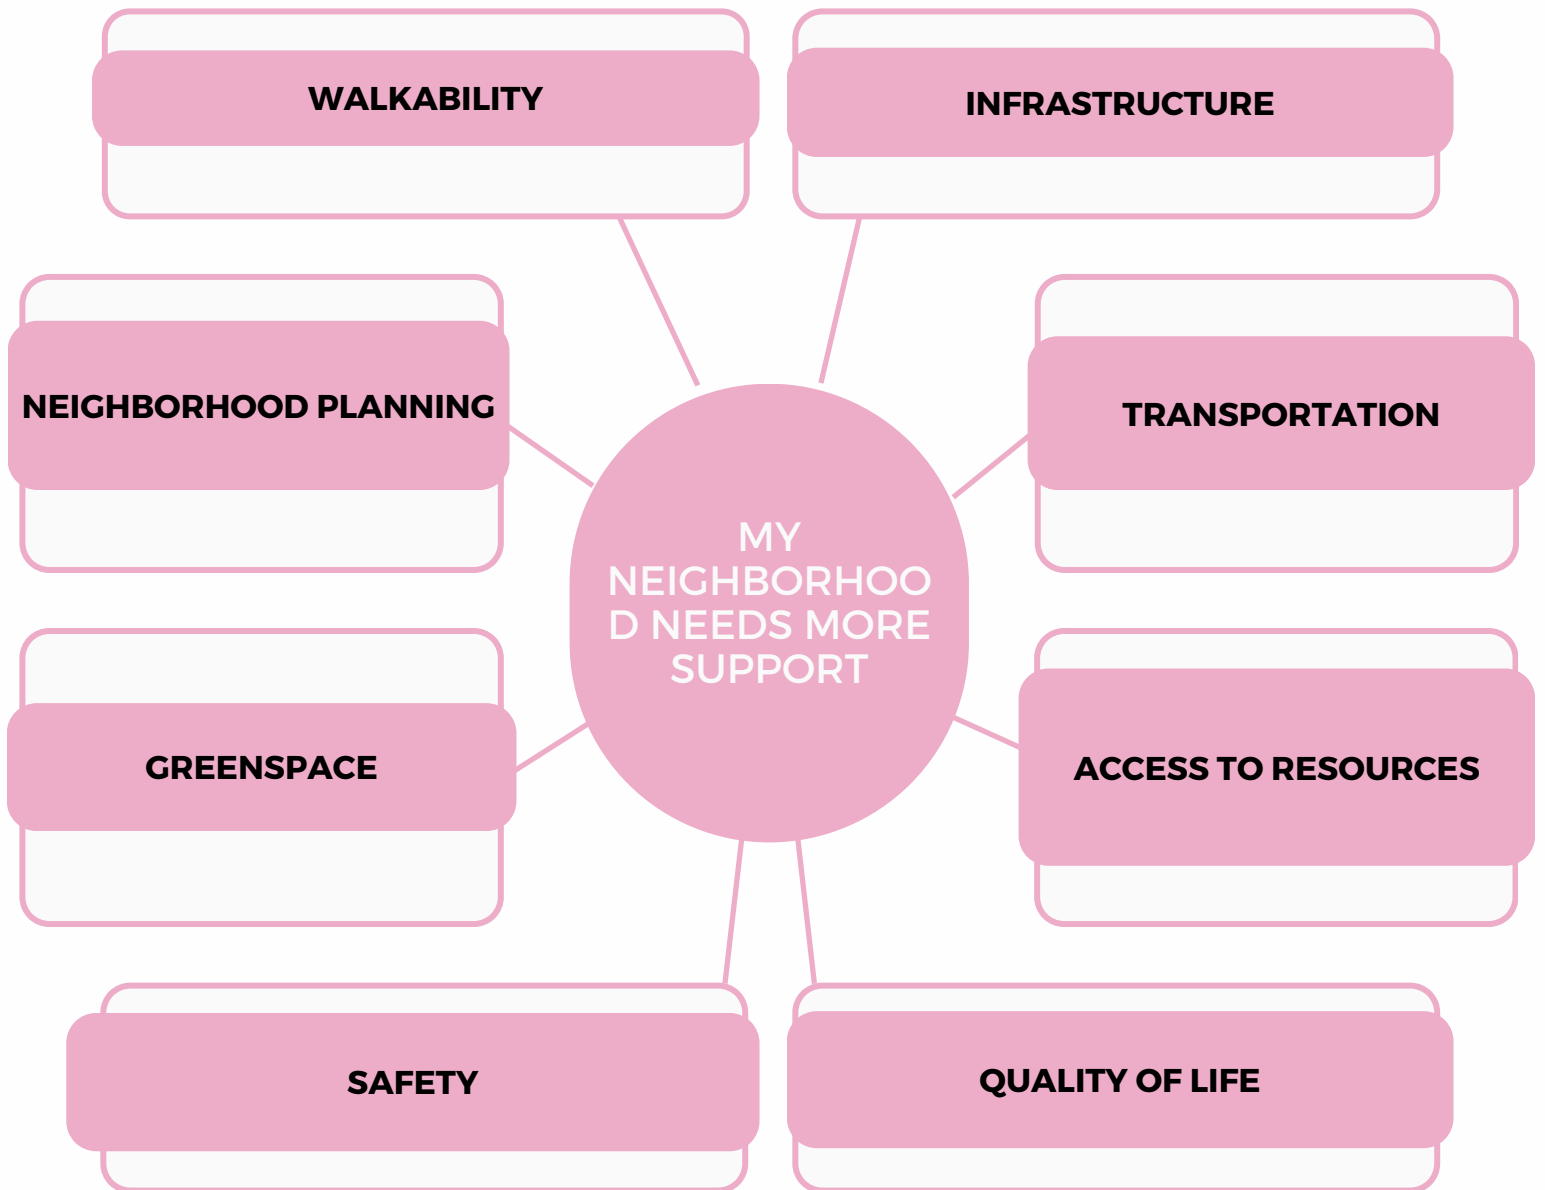 WALKABILITY
INFRASTRUCTURE
NEIGHBORHOOD PLANNING
TRANSPORTATION
MY
NEIGHBORHOO
D NEEDS MORE
SUPPORT
GREENSPACE
ACCESS TO RESOURCES
SAFETY
QUALITY OF LIFE